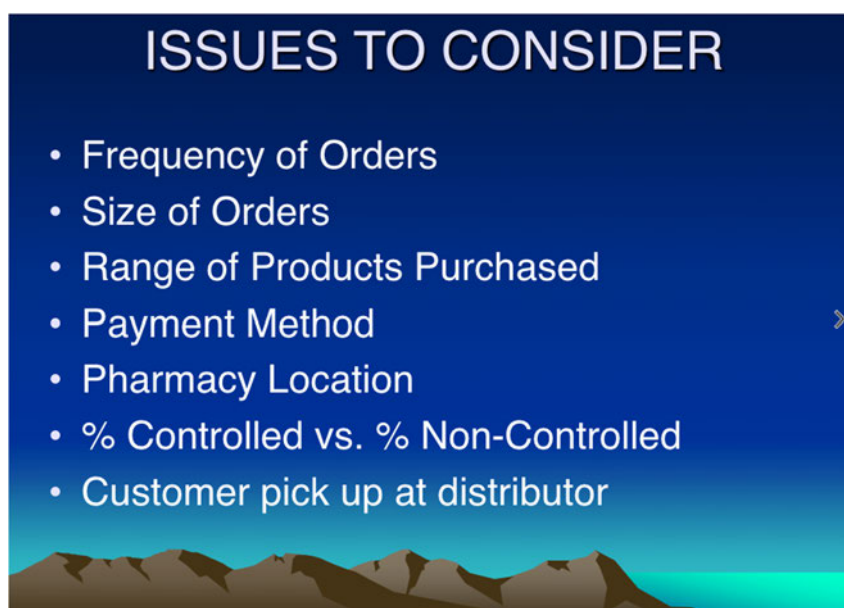 ISSUES TO CONSIDER
• Frequency of Orders
• Size of Orders
• Range of Products Purchased
• Payment Method
• Pharmacy Location
• % Controlled vs. % Non-Controlled
• Customer pick up at distributor